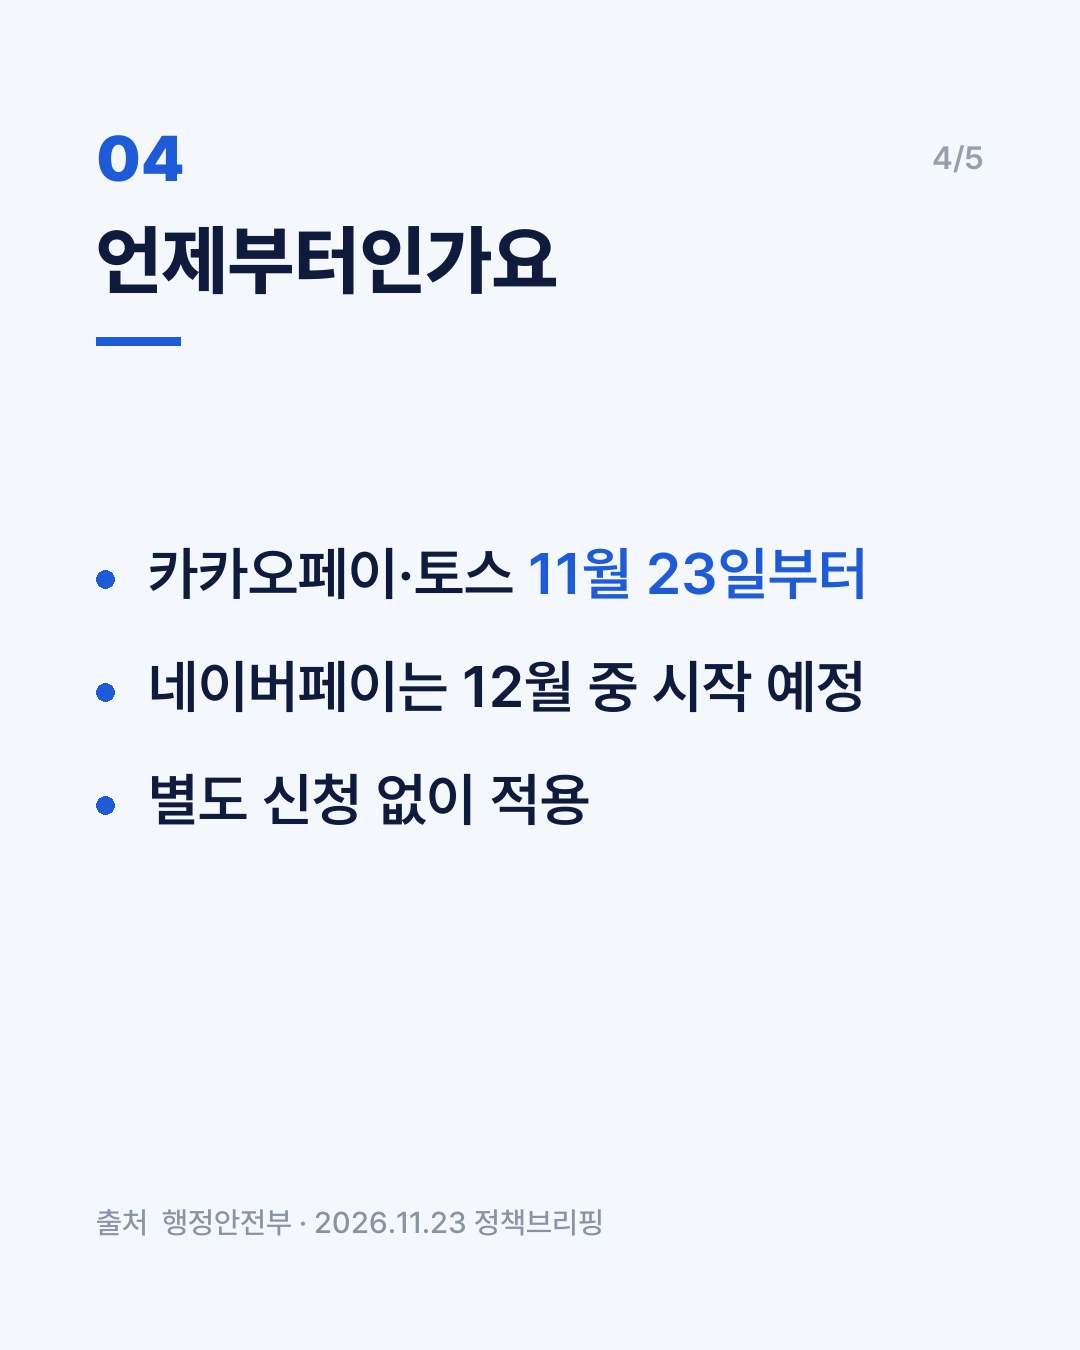 04
4/5
언제부터인가요
카카오페이·토스 11월 23일부터
네이버페이는 12월 중 시작 예정
별도 신청 없이 적용
출처 행정안전부 · 2026.11.23 정책브리핑